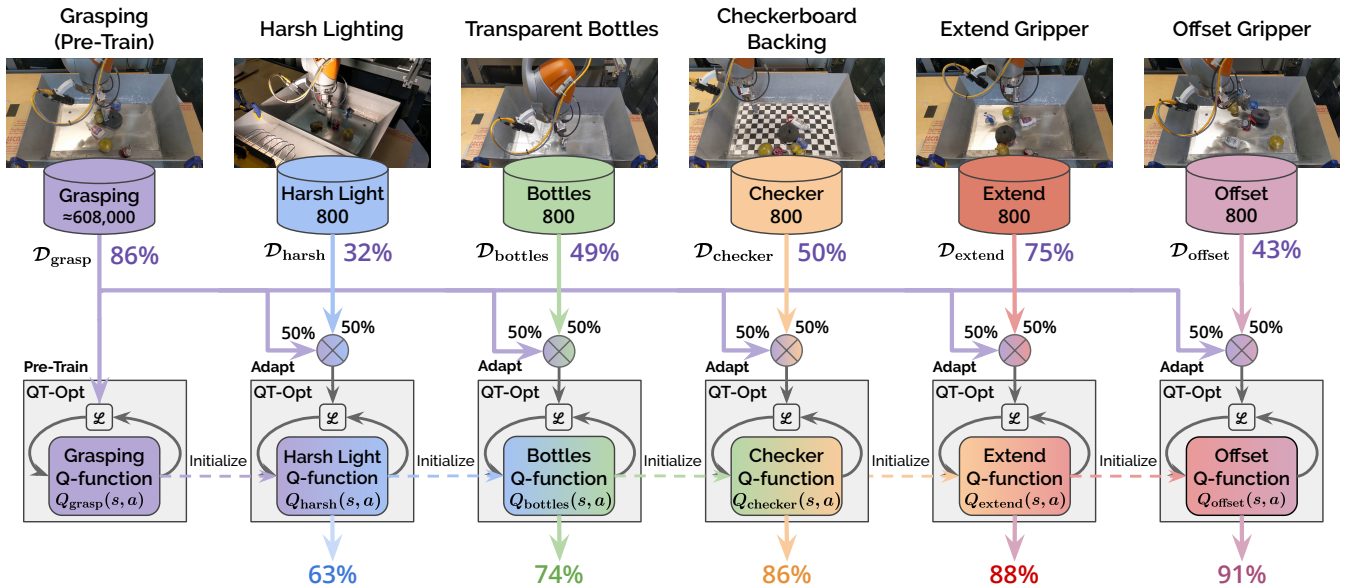 Grasping
(Pre-Train)
Harsh Lighting
Transparent Bottles
Checkerboard
Backing
Extend Gripper
Offset Gripper
Grasping
≈608,000
Harsh Light
800
Bottles
800
Checker
800
Extend
800
Offset
800
𝒟grasp 86%
𝒟harsh 32%
𝒟bottles 49%
𝒟checker 50%
𝒟extend 75%
𝒟offset 43%
50% 50%
50% 50%
50% 50%
50% 50%
50% 50%
Pre-Train
Adapt
Adapt
Adapt
Adapt
Adapt
QT-Opt
QT-Opt
QT-Opt
QT-Opt
QT-Opt
QT-Opt
ℒ
ℒ
ℒ
ℒ
ℒ
ℒ
Grasping
Q-function
Qgrasp(s, a)
Initialize
Harsh Light
Q-function
Qharsh(s, a)
Initialize
Bottles
Q-function
Qbottles(s, a)
Initialize
Checker
Q-function
Qchecker(s, a)
Initialize
Extend
Q-function
Qextend(s, a)
Initialize
Offset
Q-function
Qoffset(s, a)
63%
74%
86%
88%
91%